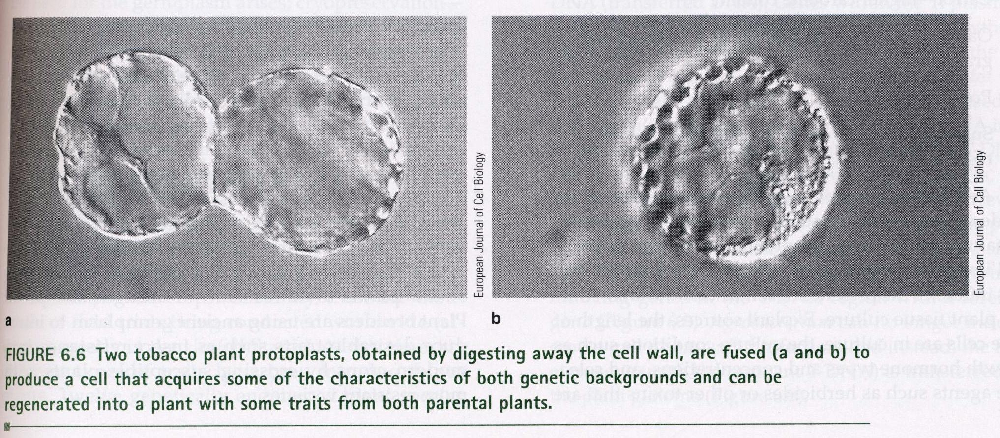 European Journal of Cell Biology
European Journal of Cell Biology
a
b
FIGURE 6.6 Two tobacco plant protoplasts, obtained by digesting away the cell wall, are fused (a and b) to
produce a cell that acquires some of the characteristics of both genetic backgrounds and can be
regenerated into a plant with some traits from both parental plants.